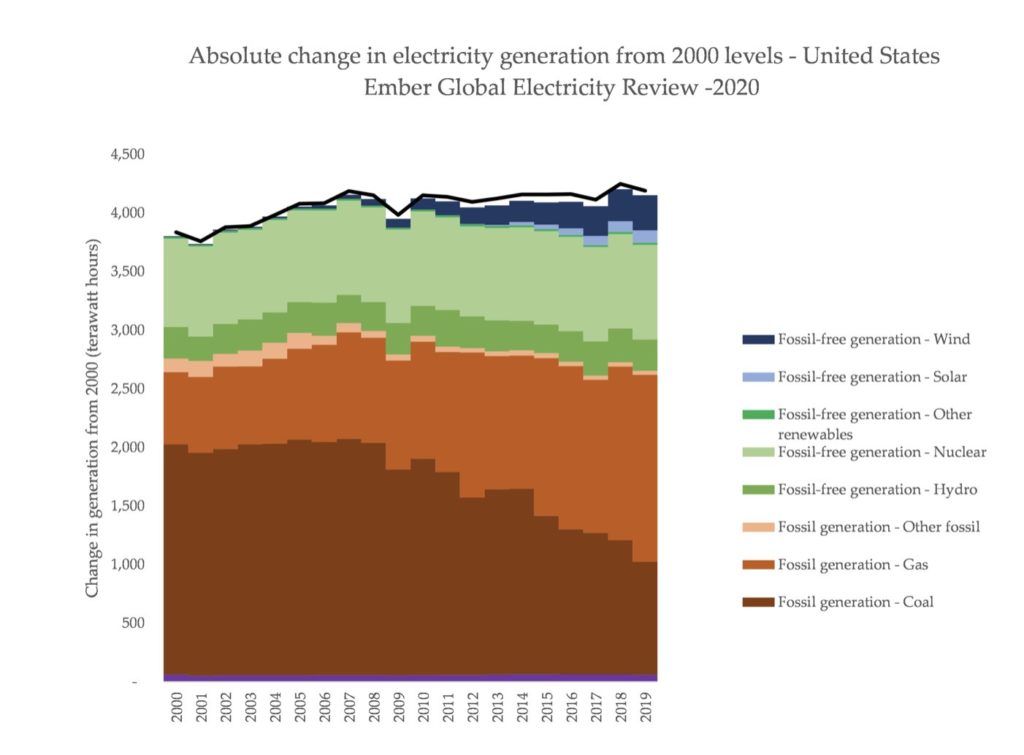 Absolute change in electricity generation from 2000 levels - United States
Ember Global Electricity Review -2020
Change in generation from 2000 (terawatt hours)
4,500
4,000
3,500
3,000
2,500
2,000
1,500
1,000
500
-
2000 2001 2002 2003 2004 2005 2006 2007 2008 2009 2010 2011 2012 2013 2014 2015 2016 2017 2018 2019
Fossil-free generation - Wind
Fossil-free generation - Solar
Fossil-free generation - Other
renewables
Fossil-free generation - Nuclear
Fossil-free generation - Hydro
Fossil generation - Other fossil
Fossil generation - Gas
Fossil generation - Coal